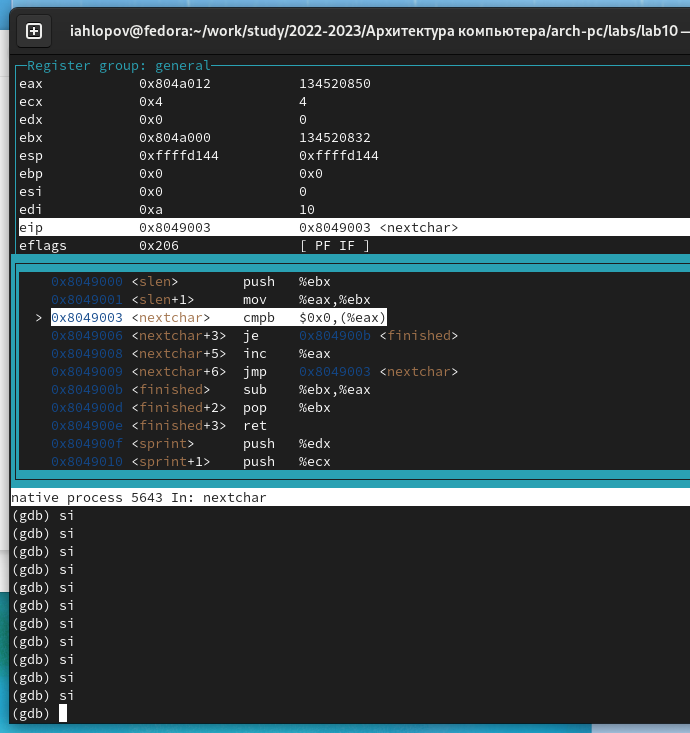 iahlopov@fedora:~/work/study/2022-2023/Архитектура компьютера/arch-pc/labs/lab10 —
Register group: general
eax 0x804a012 134520850
ecx 0x4 4
edx 0x0 0
ebx 0x804a000 134520832
esp 0xffffd144 0xffffd144
ebp 0x0 0x0
esi 0x0 0
edi 0xa 10
eip 0x8049003 0x8049003 <nextchar>
eflags 0x206 [ PF IF ]
0x8049000 <slen> push %ebx
0x8049001 <slen+1> mov %eax,%ebx
> 0x8049003 <nextchar> cmpb $0x0,(%eax)
0x8049006 <nextchar+3> je 0x804900b <finished>
0x8049008 <nextchar+5> inc %eax
0x8049009 <nextchar+6> jmp 0x8049003 <nextchar>
0x804900b <finished> sub %ebx,%eax
0x804900d <finished+2> pop %ebx
0x804900e <finished+3> ret
0x804900f <sprint> push %edx
0x8049010 <sprint+1> push %ecx
native process 5643 In: nextchar
(gdb) si
(gdb) si
(gdb) si
(gdb) si
(gdb) si
(gdb) si
(gdb) si
(gdb) si
(gdb) si
(gdb) si
(gdb) si
(gdb)